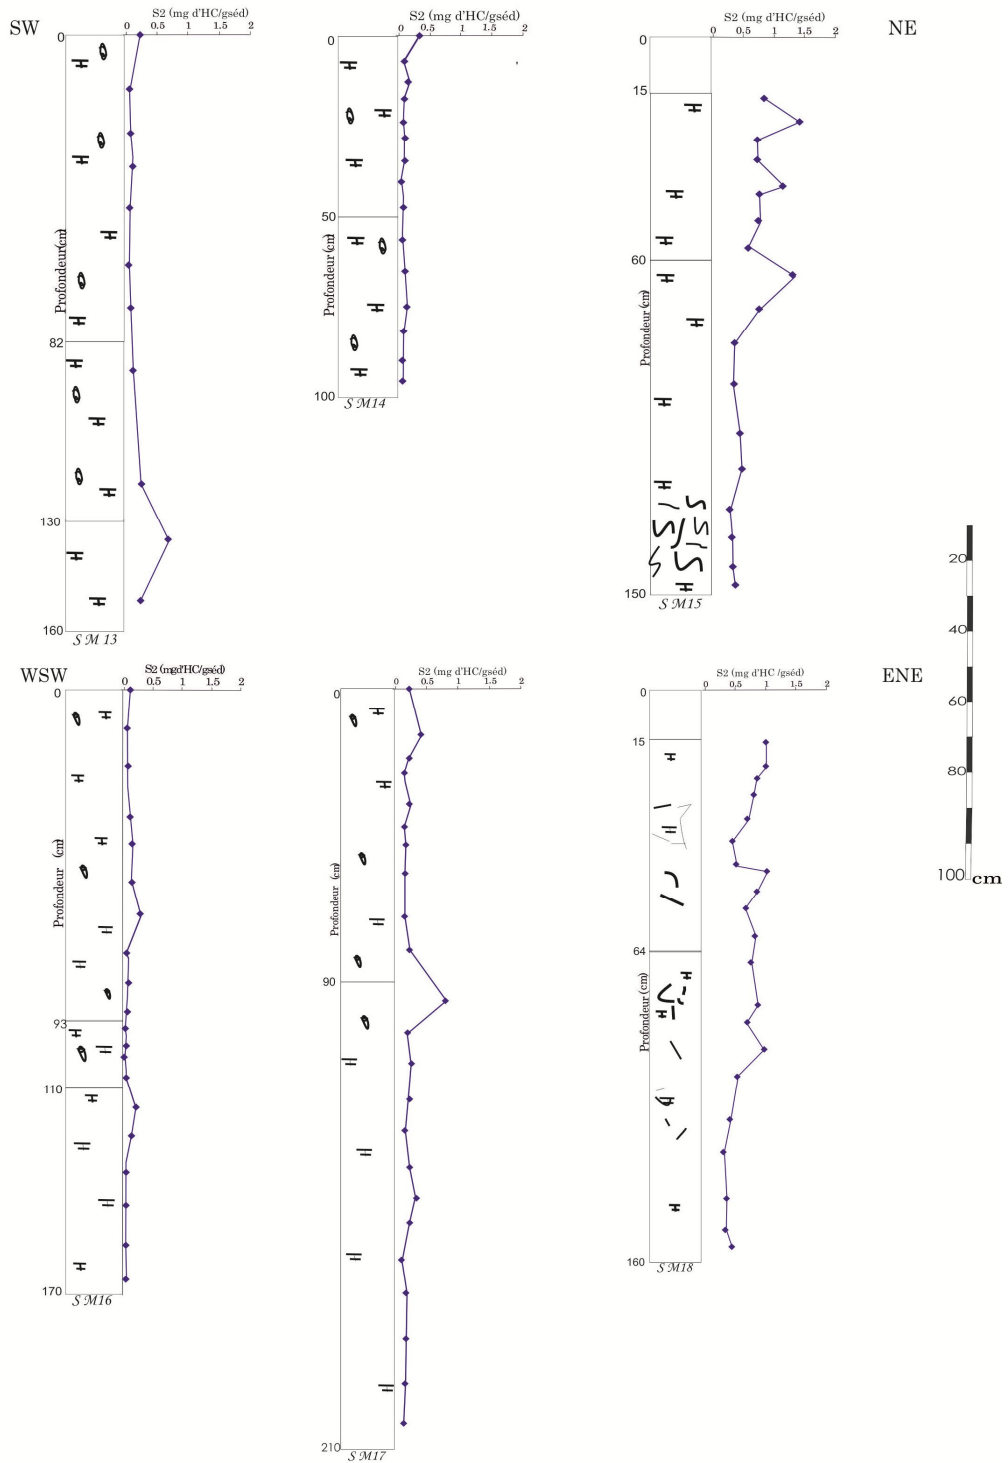 SW
S2 (mg d'HC/gséd)
0 0.5 1 1.5 2
0
Profondeur(cm)
82
130
160
S M 13
S2 (mg d'HC/gséd)
0 0.5 1 1.5 2
0
50
Profondeur (cm)
100
S M14
S2 (mg d'HC/gséd)
0 0.5 1 1.5 2
0
15
60
Profondeur (cm)
150
S M15
NE
20
40
60
80
100 cm
WSW
S2 (mgd'HC/gséd)
0 0.5 1 1.5 2
0
Profondeur (cm)
93
110
170
S M16
S2 (mg d'HC/gséd)
0 0.5 1 1.5 2
0
Profondeur (cm)
90
210
S M17
S2 (mg d'HC /gséd)
0 0.5 1 1.5 2
0
15
64
Profondeur (cm)
160
S M18
ENE